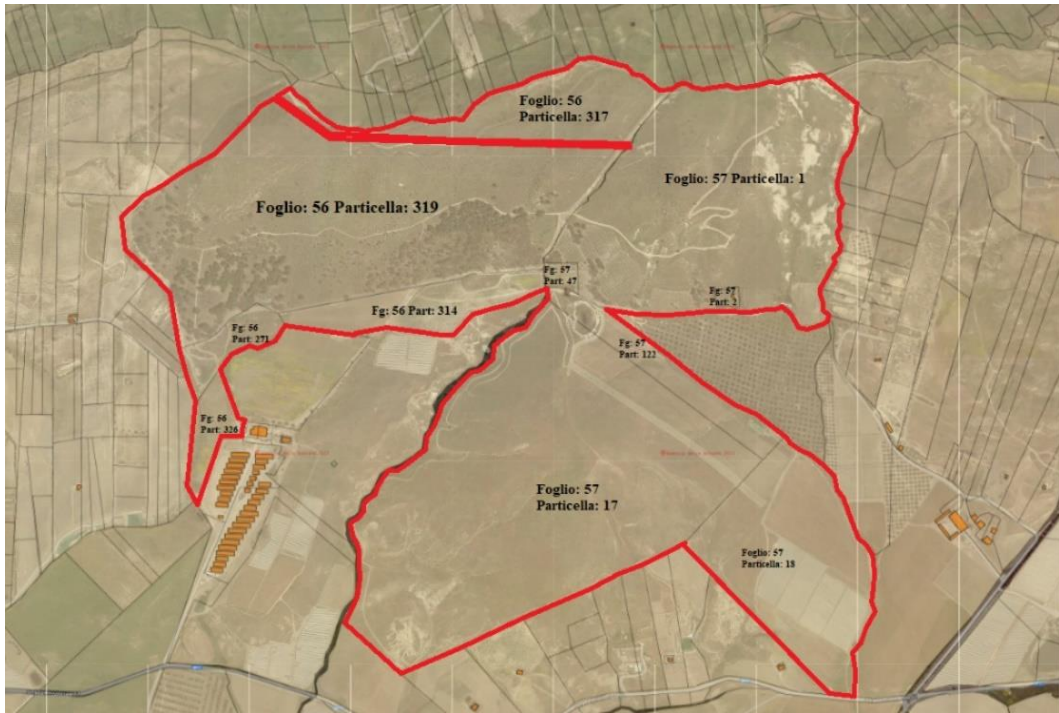 Foglio: 56
Particella: 317
Foglio: 57 Particella: 1
Foglio: 56 Particella: 319
Fg: 57
Part: 47
Fg: 57
Part: 2
Fg: 56 Part: 314
Fg: 56
Part: 271
Fg: 57
Part: 122
Fg: 56
Part: 326
Foglio: 57
Particella: 17
Foglio: 57
Particella: 18